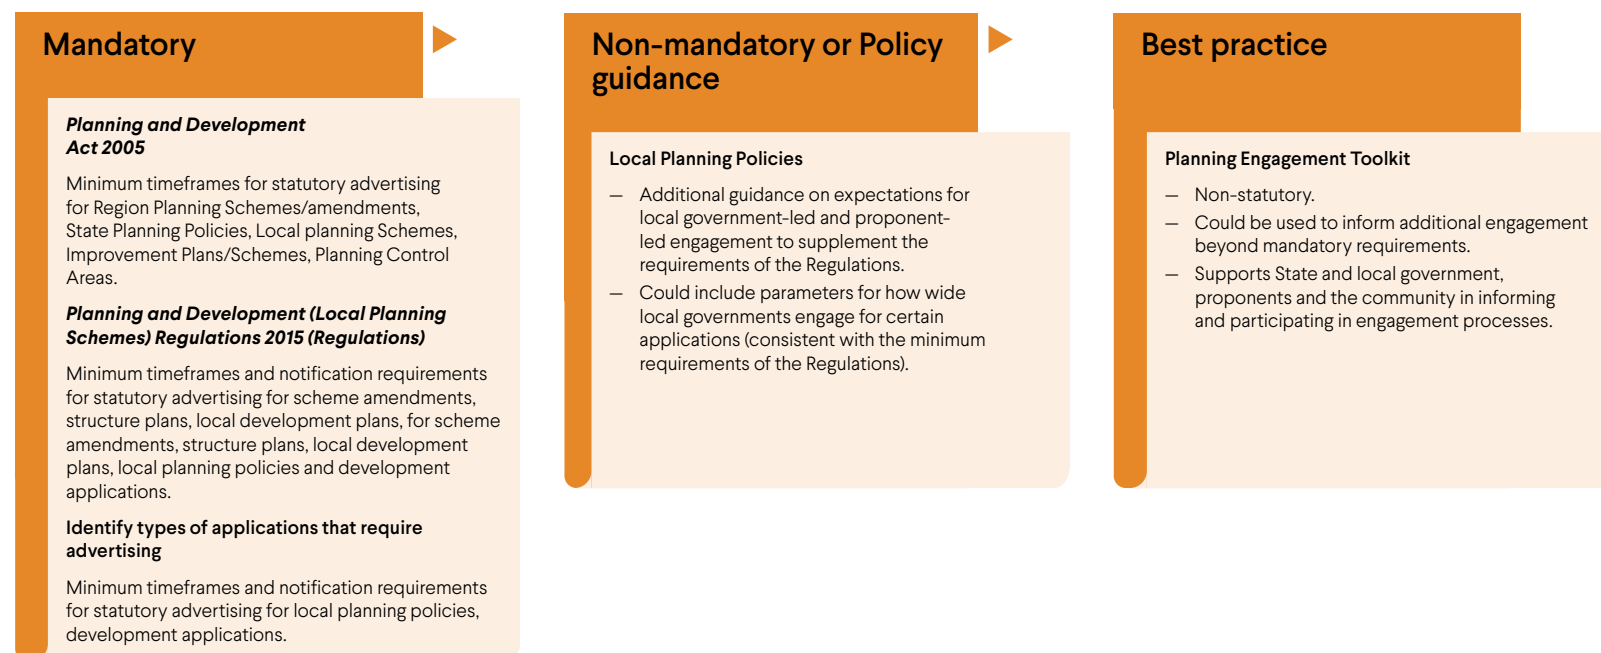 Mandatory
Planning and Development
Act 2005
Minimum timeframes for statutory advertising
for Region Planning Schemes/amendments,
State Planning Policies, Local planning Schemes,
Improvement Plans/Schemes, Planning Control
Areas.
Planning and Development (Local Planning
Schemes) Regulations 2015 (Regulations)
Minimum timeframes and notification requirements
for statutory advertising for scheme amendments,
structure plans, local development plans, for scheme
amendments, structure plans, local development
plans, local planning policies and development
applications.
Identify types of applications that require
advertising
Minimum timeframes and notification requirements
for statutory advertising for local planning policies,
development applications.
Non-mandatory or Policy
guidance
Local Planning Policies
— Additional guidance on expectations for
local government-led and proponent-
led engagement to supplement the
requirements of the Regulations.
— Could include parameters for how wide
local governments engage for certain
applications (consistent with the minimum
requirements of the Regulations).
Best practice
Planning Engagement Toolkit
— Non-statutory.
— Could be used to inform additional engagement
beyond mandatory requirements.
— Supports State and local government,
proponents and the community in informing
and participating in engagement processes.